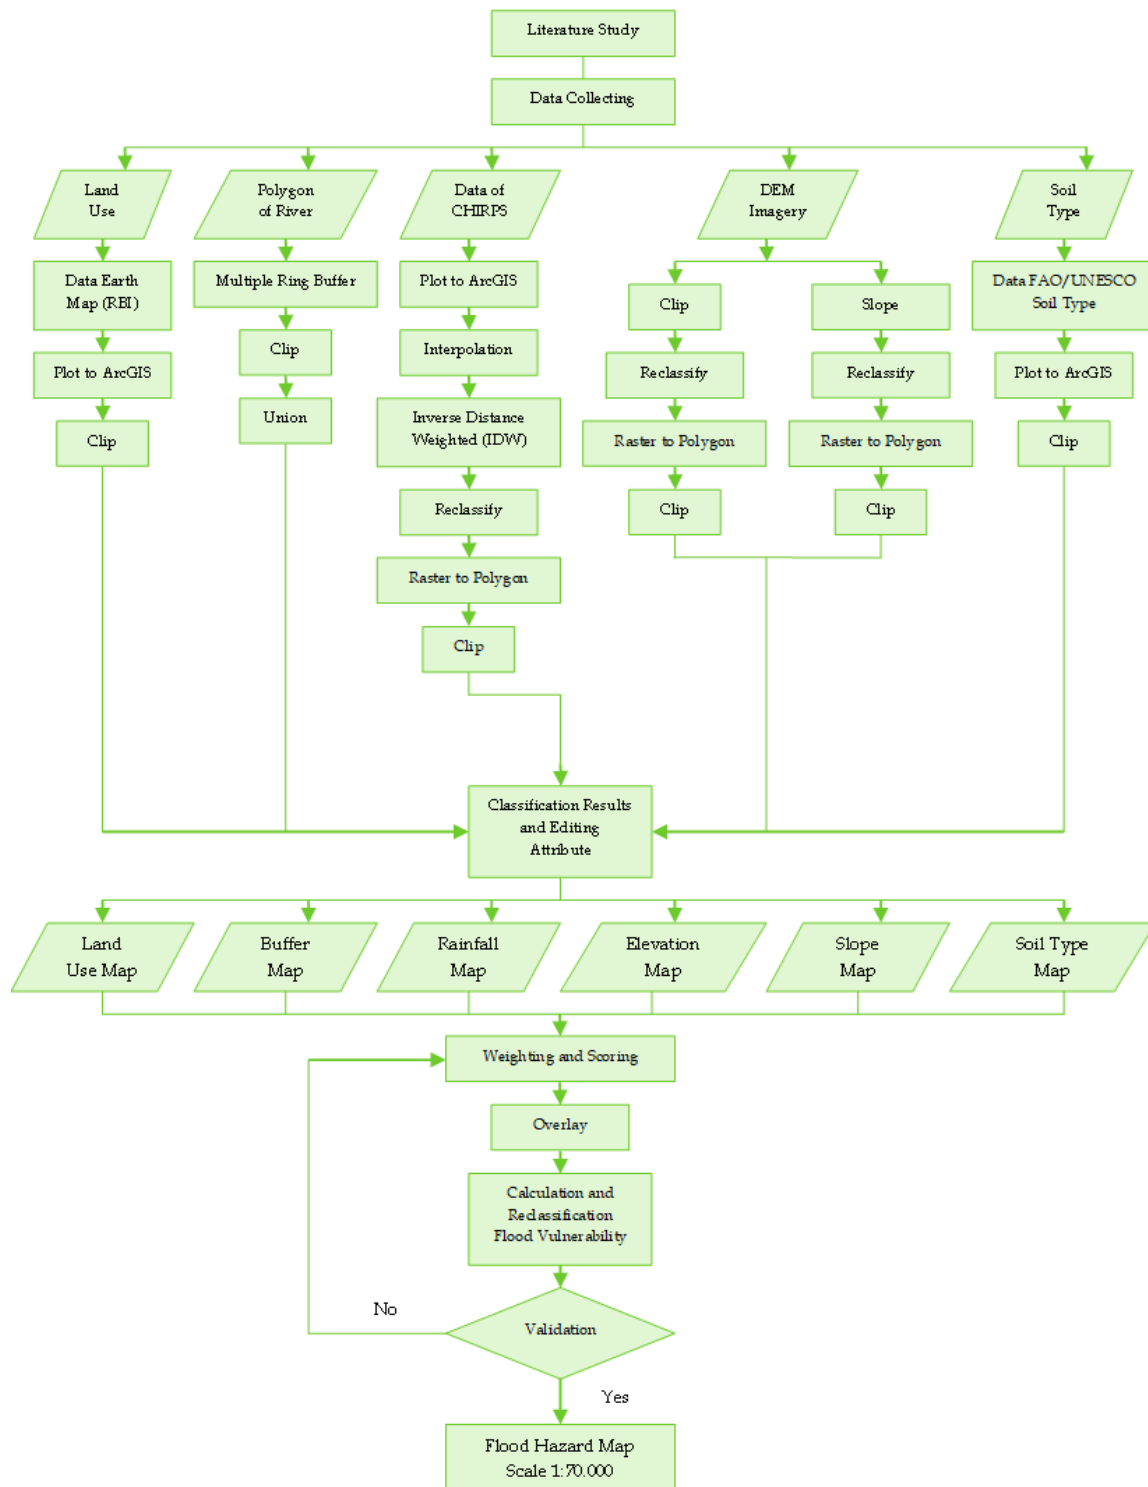 Literature Study
Data Collecting
Land
Use
Polygon
of River
Data of
CHIRPS
DEM
Imagery
Soil
Type
Data Earth
Map (RBI)
Plot to ArcGIS
Clip
Multiple Ring Buffer
Clip
Union
Plot to ArcGIS
Interpolation
Inverse Distance
Weighted (IDW)
Reclassify
Raster to Polygon
Clip
Clip
Reclassify
Raster to Polygon
Clip
Slope
Reclassify
Raster to Polygon
Clip
Data FAO/UNESCO
Soil Type
Plot to ArcGIS
Clip
Classification Results
and Editing
Attribute
Land
Use Map
Buffer
Map
Rainfall
Map
Elevation
Map
Slope
Map
Soil Type
Map
Weighting and Scoring
Overlay
Calculation and
Reclassification
Flood Vulnerability
Validation
No
Yes
Flood Hazard Map
Scale 1:70.000